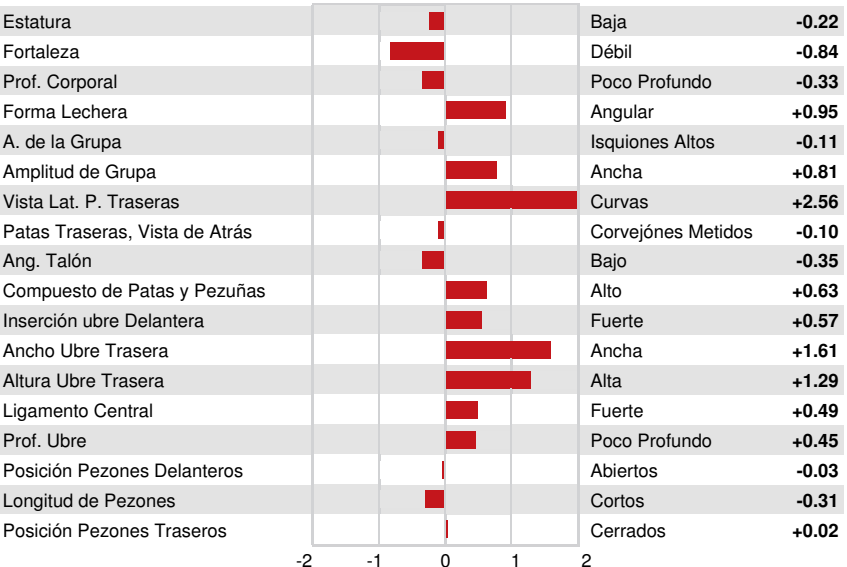 Estatura Baja -0.22
Fortaleza Débil -0.84
Prof. Corporal Poco Profundo -0.33
Forma Lechera Angular +0.95
A. de la Grupa Isquiones Altos -0.11
Amplitud de Grupa Ancha +0.81
Vista Lat. P. Traseras Curvas +2.56
Patas Traseras, Vista de Atrás Corvejónes Metidos -0.10
Ang. Talón Bajo -0.35
Compuesto de Patas y Pezuñas Alto +0.63
Inserción ubre Delantera Fuerte +0.57
Ancho Ubre Trasera Ancha +1.61
Altura Ubre Trasera Alta +1.29
Ligamento Central Fuerte +0.49
Prof. Ubre Poco Profundo +0.45
Posición Pezones Delanteros Abiertos -0.03
Longitud de Pezones Cortos -0.31
Posición Pezones Traseros Cerrados +0.02
-2 -1 0 1 2